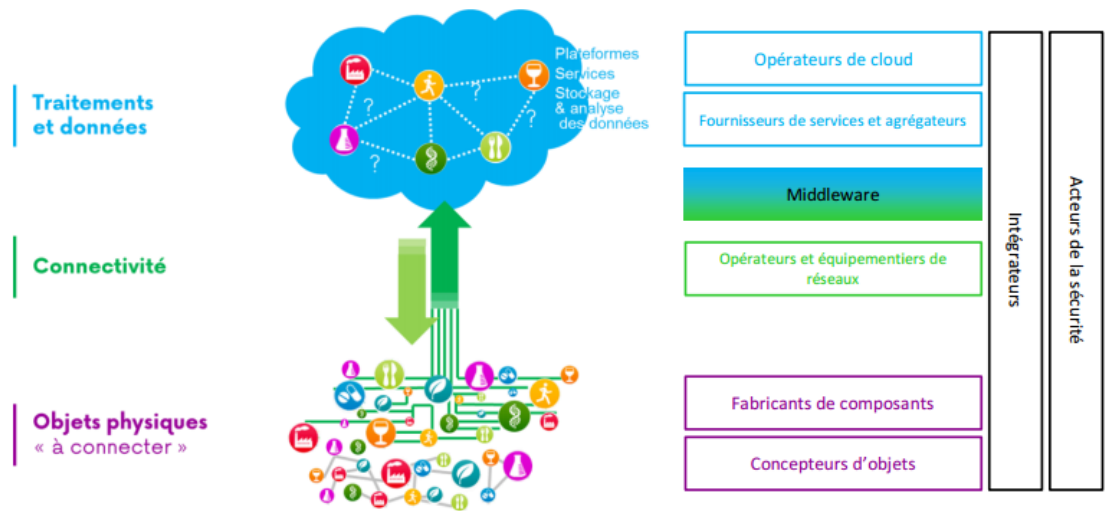 Traitements
et données
Plateformes
Services
Stockage
& analyse
des données
?
?
?
?
Opérateurs de cloud
Fournisseurs de services et agrégateurs
Middleware
Connectivité
Opérateurs et équipementiers de
réseaux
Objets physiques
« à connecter »
Fabricants de composants
Concepteurs d’objets
Intégrateurs
Acteurs de la sécurité